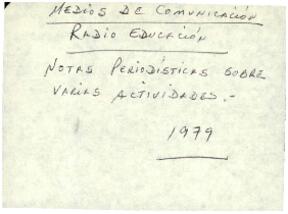 MEDIOS DE COMUNICACIÓN
RADIO EDUCACIÓN
NOTAS PERIODÍSTICAS SOBRE
VARIAS ACTIVIDADES.-
1979